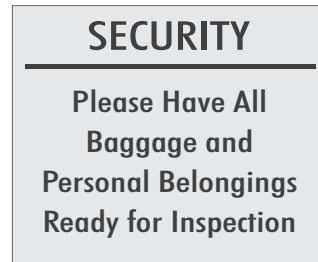 SECURITY
Please Have All
Baggage and
Personal Belongings
Ready for Inspection